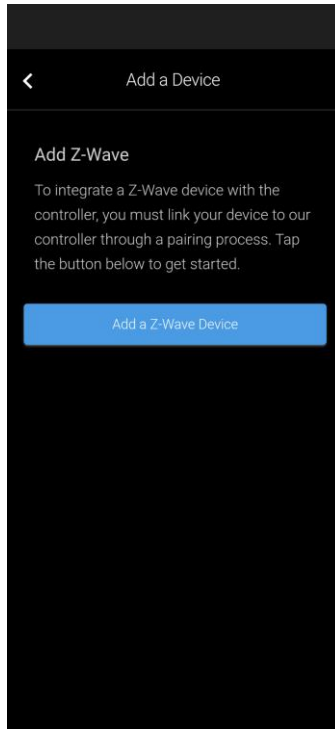 Add a Device
Add Z-Wave
To integrate a Z-Wave device with the
controller, you must link your device to our
controller through a pairing process. Tap
the button below to get started.
Add a Z-Wave Device